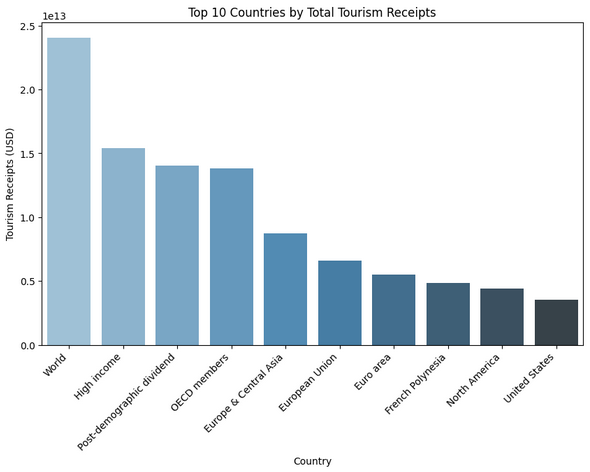 Top 10 Countries by Total Tourism Receipts
1e13
2.5
2.0
1.5
1.0
0.5
0.0
Tourism Receipts (USD)
World
High income
Post-demographic dividend
OECD members
Europe & Central Asia
European Union
Euro area
French Polynesia
North America
United States
Country